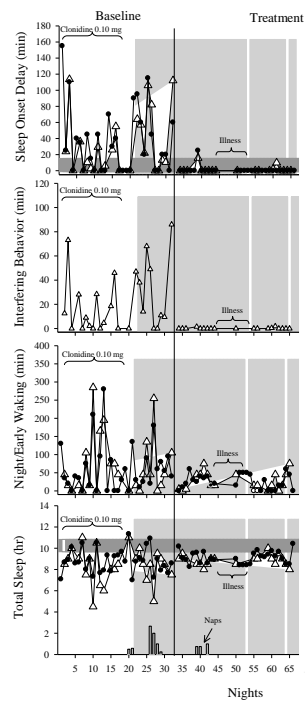 Baseline
Treatment
Clonidine 0.10 mg
Sleep Onset Delay (min)
180
160
140
120
100
80
60
40
20
0
Illness
Clonidine 0.10 mg
Interfering Behavior (min)
120
100
80
60
40
20
0
Illness
Clonidine 0.10 mg
Night/Early Waking (min)
400
350
300
250
200
150
100
50
0
Illness
Clonidine 0.10 mg
Total Sleep (hr)
14
12
10
8
6
4
2
0
Illness
Naps
5 10 15 20 25 30 35 40 45 50 55 60 65
Nights